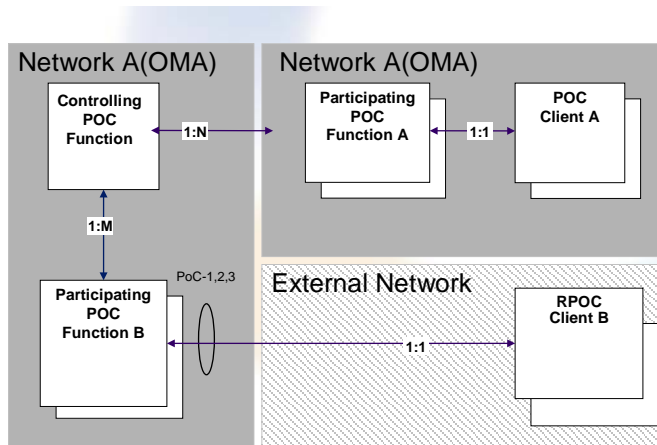 Network A(OMA)
Controlling
POC
Function
1:N
1:M
PoC-1,2,3
Participating
POC
Function B
Network A(OMA)
Participating
POC
Function A
1:1
POC
Client A
External Network
RPOC
Client B
1:1